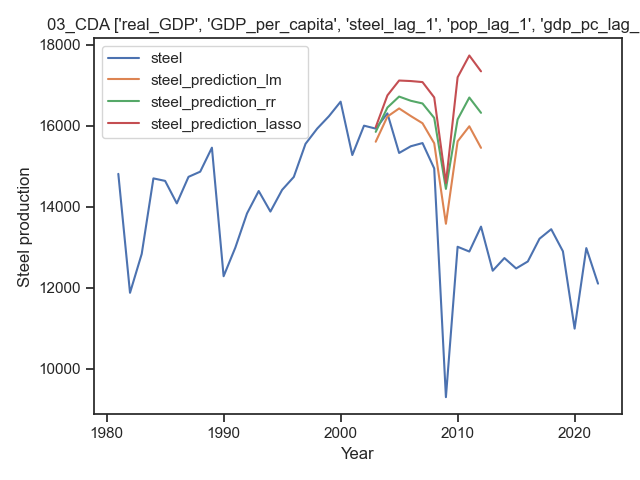 03_CDA ['real_GDP', 'GDP_per_capita', 'steel_lag_1', 'pop_lag_1', 'gdp_pc_lag_
18000
16000
14000
12000
10000
Steel production
steel
steel_prediction_lm
steel_prediction_rr
steel_prediction_lasso
1980
1990
2000
2010
2020
Year